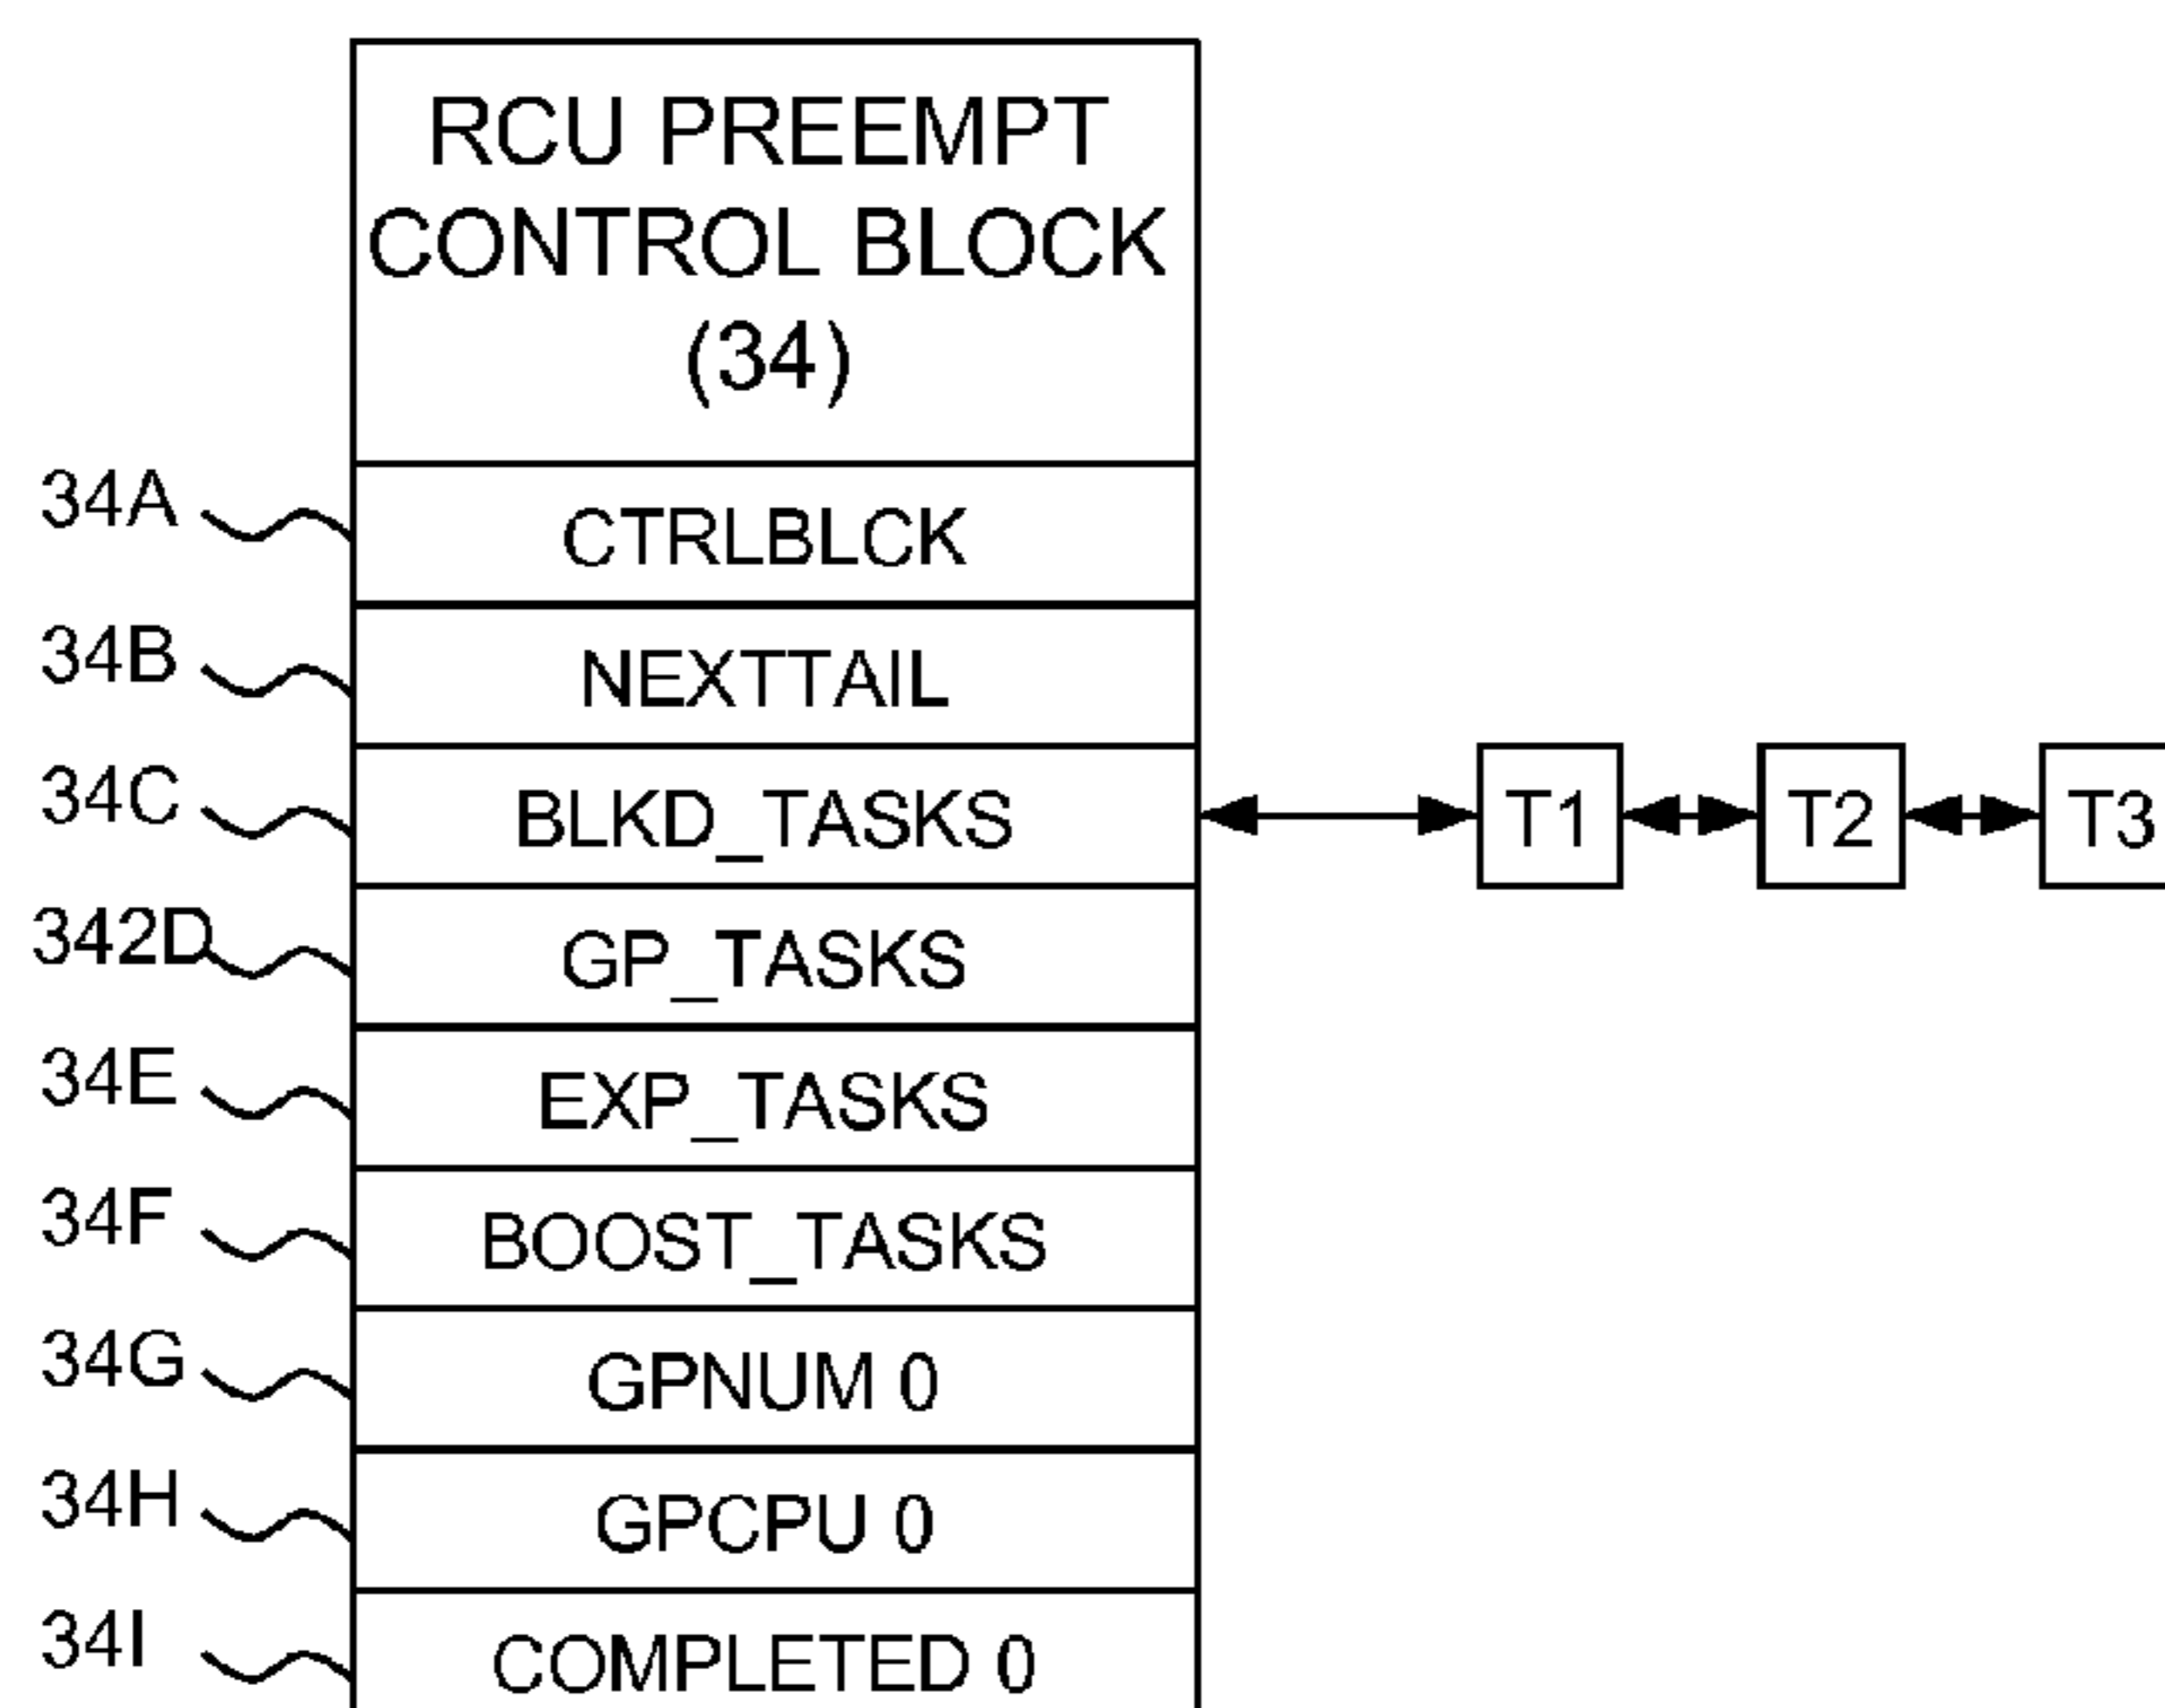 RCU PREEMPT
CONTROL BLOCK
(34)
34A CTRLBLCK
34B NEXTTAIL
34C BLKD_TASKS T1 T2 T3
342D GP_TASKS
34E EXP_TASKS
34F BOOST_TASKS
34G GPNUM 0
34H GPCPU 0
34I COMPLETED 0